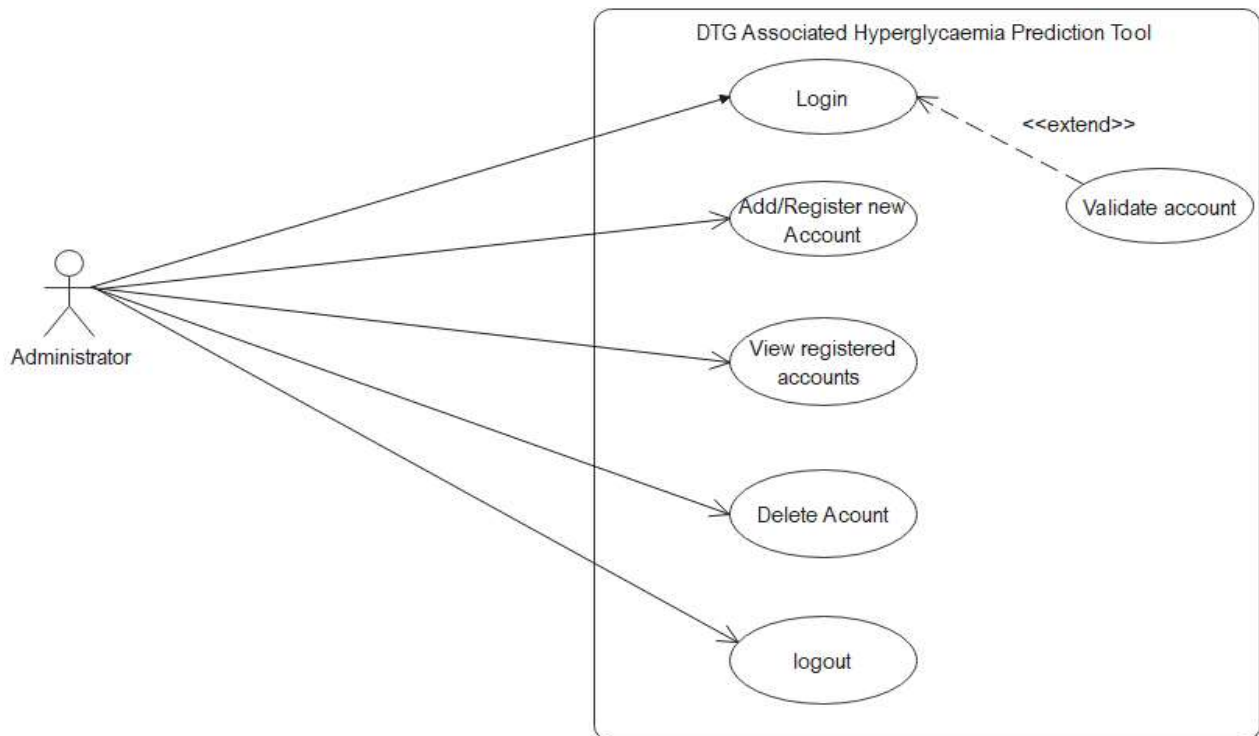 DTG Associated Hyperglycaemia Prediction Tool
Login
<<extend>>
Validate account
Add/Register new
Account
Administrator
View registered
accounts
Delete Acount
logout